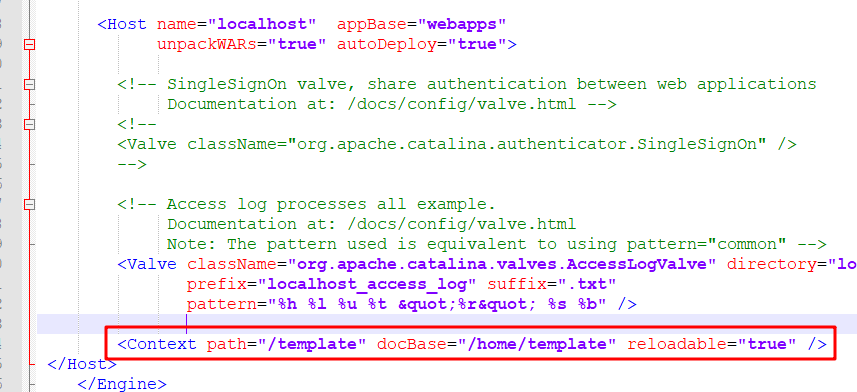 <Host name="localhost"  appBase="webapps"
unpackWARs="true" autoDeploy="true">
<!-- SingleSignOn valve, share authentication between web applications
Documentation at: /docs/config/valve.html -->
<!--
<Valve className="org.apache.catalina.authenticator.SingleSignOn" />
-->
<!-- Access log processes all example.
Documentation at: /docs/config/valve.html
Note: The pattern used is equivalent to using pattern="common" -->
<Valve className="org.apache.catalina.valves.AccessLogValve" directory="lo
prefix="localhost_access_log" suffix=".txt"
pattern="%h %l %u %t &quot;%r&quot; %s %b" />
<Context path="/template" docBase="/home/template" reloadable="true" />
</Host>
</Engine>